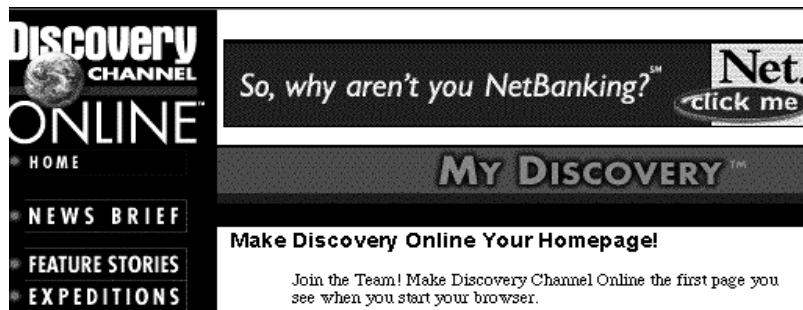 DISCOVERY
CHANNEL
ONLINE™
HOME
NEWS BRIEF
FEATURE STORIES
EXPEDITIONS
So, why aren't you NetBanking?℠
Net.
click me
MY DISCOVERY™
Make Discovery Online Your Homepage!
Join the Team! Make Discovery Channel Online the first page you
see when you start your browser.